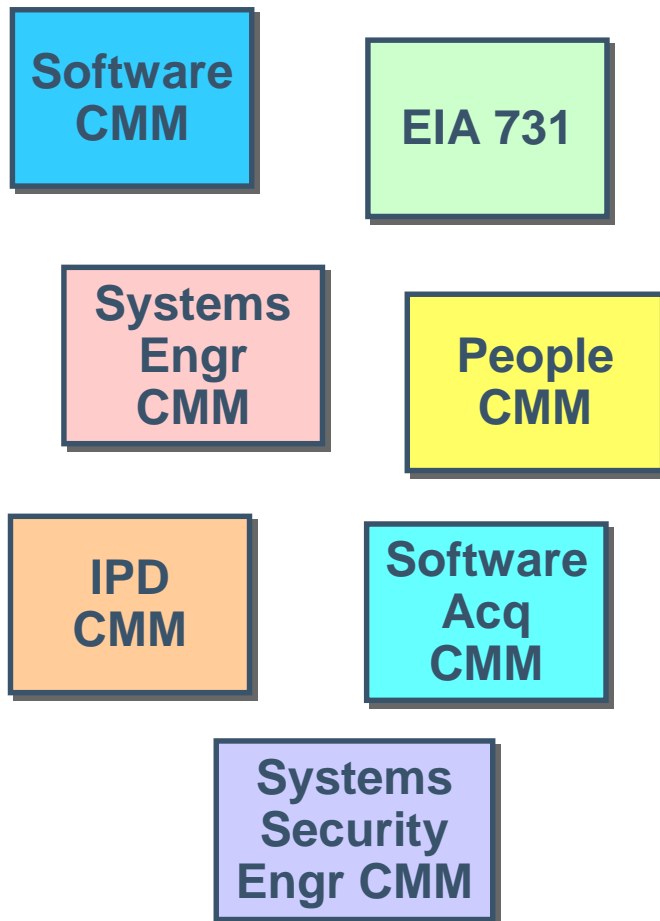 Software
CMM
EIA 731
Systems
Engr
CMM
People
CMM
IPD
CMM
Software
Acq
CMM
Systems
Security
Engr CMM